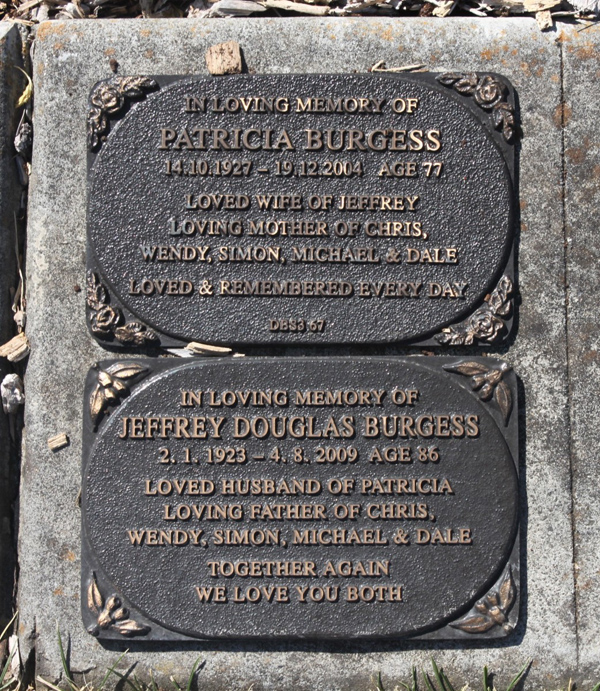 IN LOVING MEMORY OF
PATRICIA BURGESS
14.10.1927 – 19.12.2004 AGE 77
LOVED WIFE OF JEFFREY
LOVING MOTHER OF CHRIS,
WENDY, SIMON, MICHAEL & DALE
LOVED & REMEMBERED EVERY DAY
DBS3 67
IN LOVING MEMORY OF
JEFFREY DOUGLAS BURGESS
2. 1. 1923 – 4. 8. 2009 AGE 86
LOVED HUSBAND OF PATRICIA
LOVING FATHER OF CHRIS,
WENDY, SIMON, MICHAEL & DALE
TOGETHER AGAIN
WE LOVE YOU BOTH